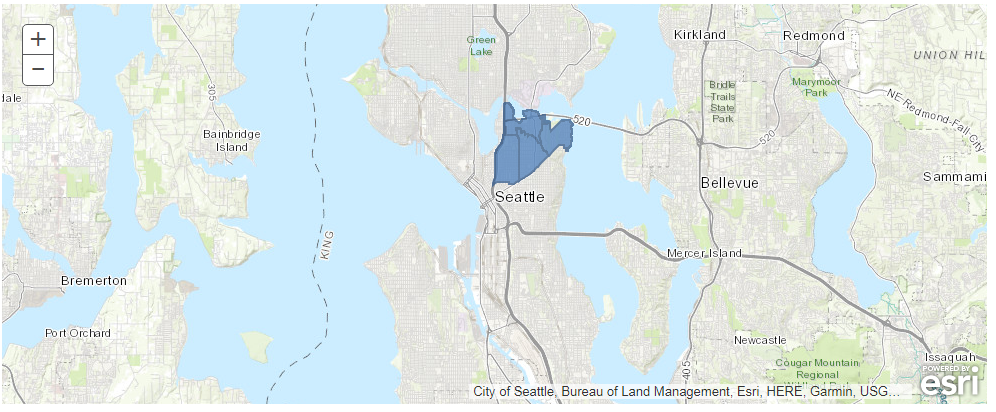 +
−
Green
Lake
Kirkland
Redmond
UNION HIL
dale
305
Bridle
Trails
State
Park
Marymoor
Park
NE-Redmond-Fall-City
520
520
Bainbridge
Island
Sammami
Bellevue
Seattle
KING
Mercer Island
Bremerton
Port Orchard
Newcastle
Issaquah
405
Cougar Mountain
Regional
POWERED BY
esri
City of Seattle, Bureau of Land Management, Esri, HERE, Garmin, USG...